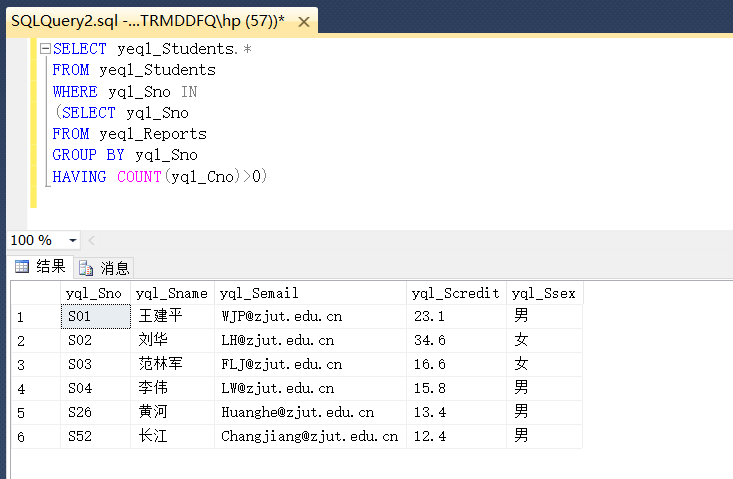 SQLQuery2.sql -...TRMDDFQ\hp (57))*
SELECT yeql_Students.*
FROM yeql_Students
WHERE yql_Sno IN
(SELECT yql_Sno
FROM yeql_Reports
GROUP BY yql_Sno
HAVING COUNT(yql_Cno)>0)
100 %
结果 消息
yql_Sno yql_Sname yql_Semail yql_Scredit yql_Ssex
1 S01 王建平 WJP@zjut.edu.cn 23.1 男
2 S02 刘华 LH@zjut.edu.cn 34.6 女
3 S03 范林军 FLJ@zjut.edu.cn 16.6 女
4 S04 李伟 LW@zjut.edu.cn 15.8 男
5 S26 黄河 Huanghe@zjut.edu.cn 13.4 男
6 S52 长江 Changjiang@zjut.edu.cn 12.4 男